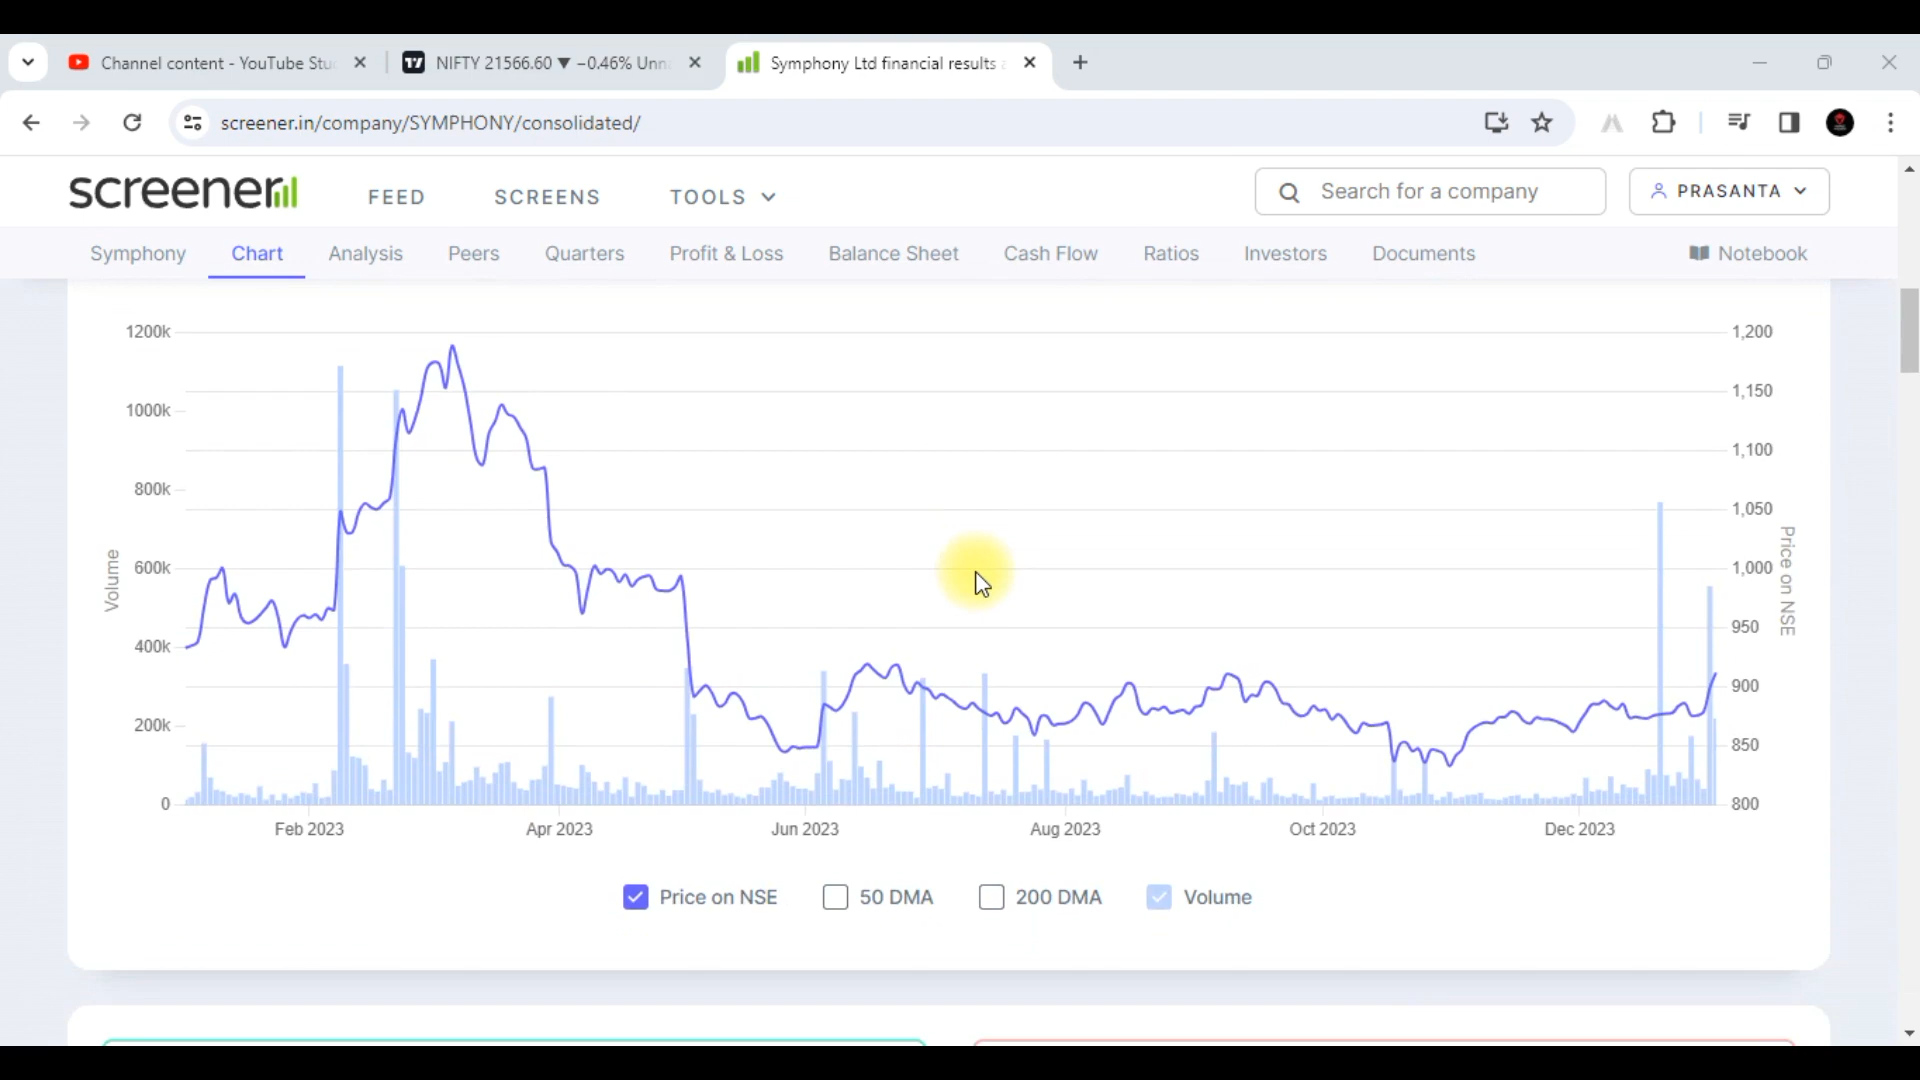 Channel content - YouTube Stu
NIFTY 21566.60 ▼ −0.46% Unn
Symphony Ltd financial results a
screener.in/company/SYMPHONY/consolidated/
screener
FEED
SCREENS
TOOLS
Search for a company
PRASANTA
Symphony
Chart
Analysis
Peers
Quarters
Profit & Loss
Balance Sheet
Cash Flow
Ratios
Investors
Documents
Notebook
1200k
1000k
800k
600k
400k
200k
0
Volume
1,200
1,150
1,100
1,050
1,000
950
900
850
800
Price on NSE
Feb 2023
Apr 2023
Jun 2023
Aug 2023
Oct 2023
Dec 2023
Price on NSE
50 DMA
200 DMA
Volume